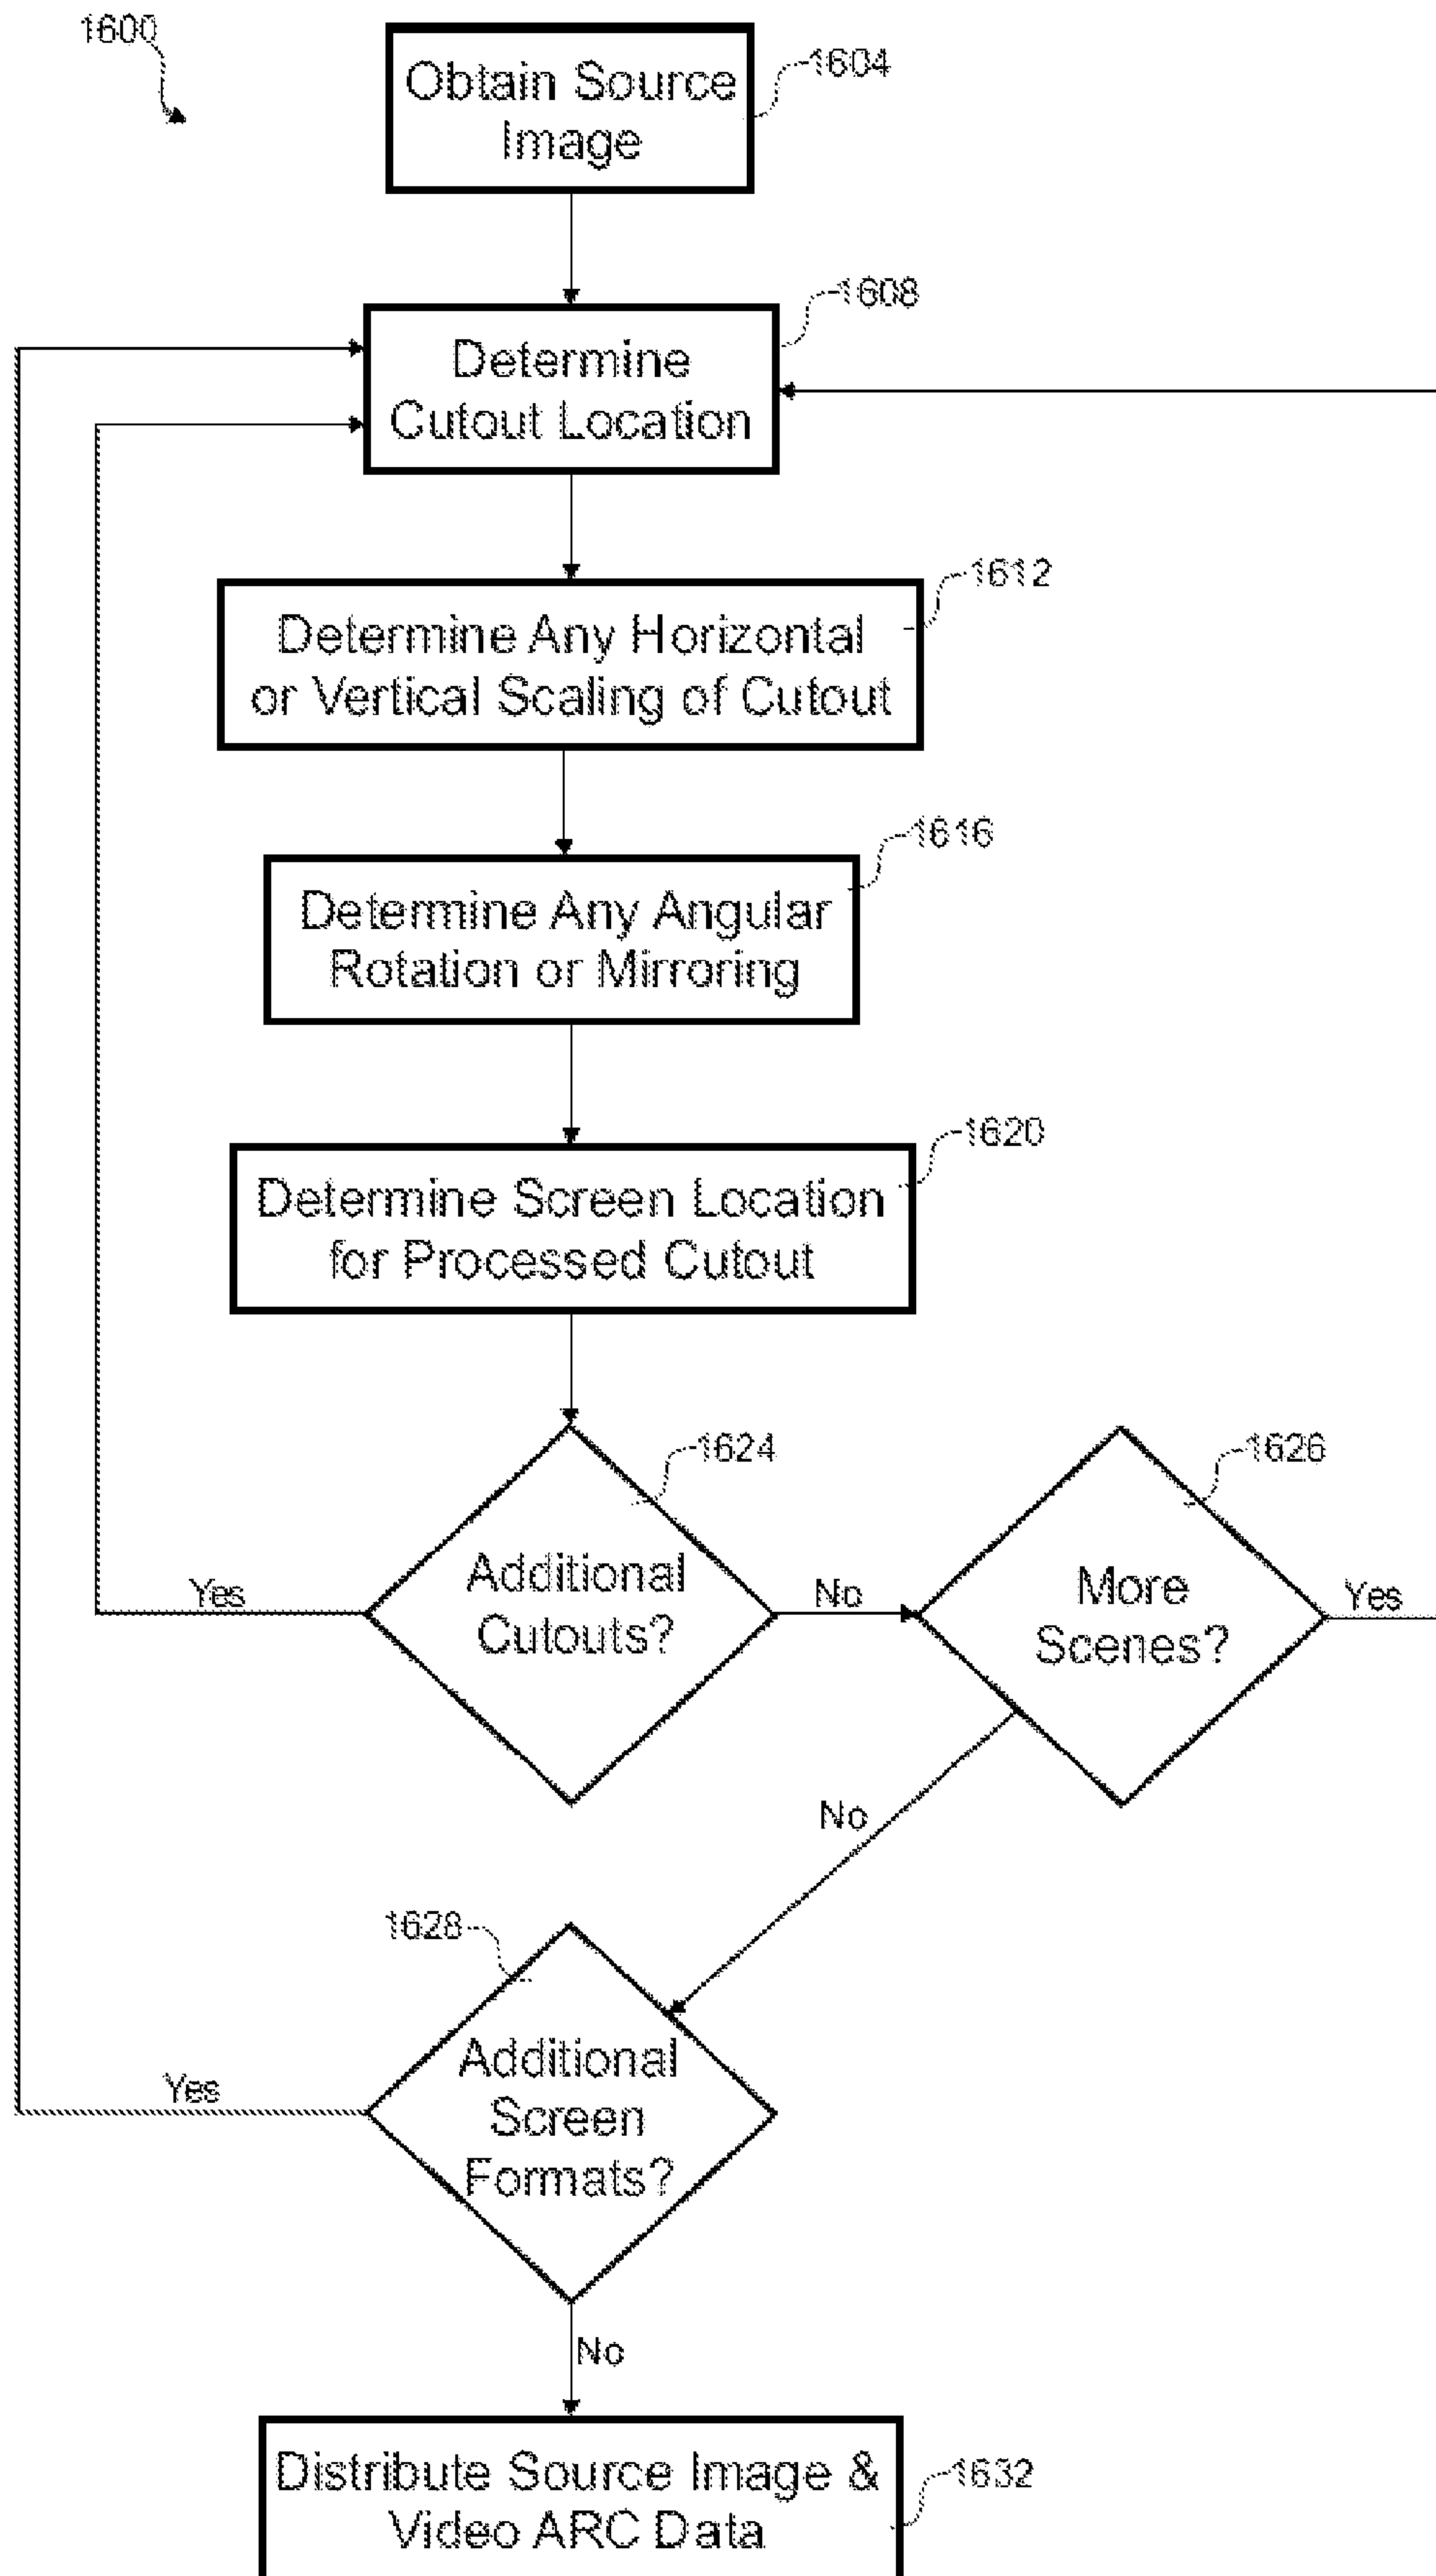 1600
Obtain Source
Image
1604
1608
Determine
Cutout Location
1612
Determine Any Horizontal
or Vertical Scaling of Cutout
1616
Determine Any Angular
Rotation or Mirroring
1620
Determine Screen Location
for Processed Cutout
1624
1626
Additional
Cutouts?
More
Scenes?
Yes
No
Yes
No
1628
Additional
Screen
Formats?
Yes
No
Distribute Source Image &
Video ARC Data
1632